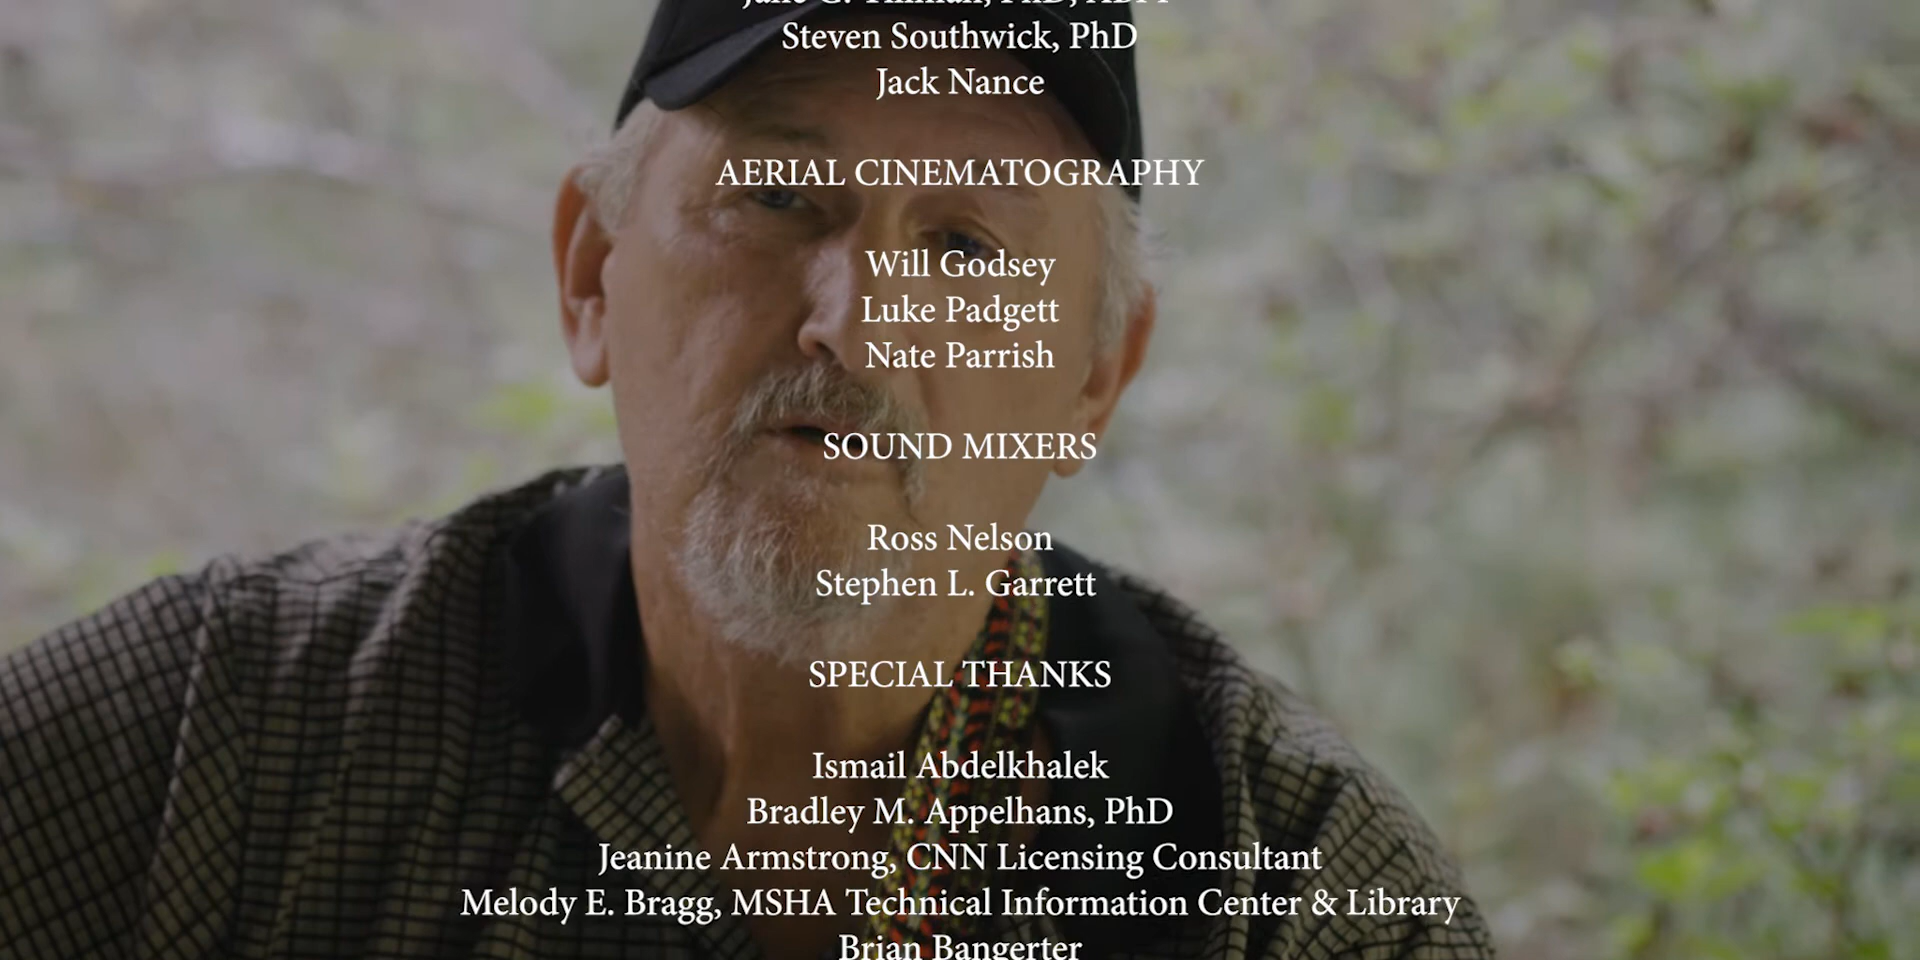 Steven Southwick, PhD
Jack Nance
AERIAL CINEMATOGRAPHY
Will Godsey
Luke Padgett
Nate Parrish
SOUND MIXERS
Ross Nelson
Stephen L. Garrett
SPECIAL THANKS
Ismail Abdelkhalek
Bradley M. Appelhans, PhD
Jeanine Armstrong, CNN Licensing Consultant
Melody E. Bragg, MSHA Technical Information Center & Library
Brian Bangerter